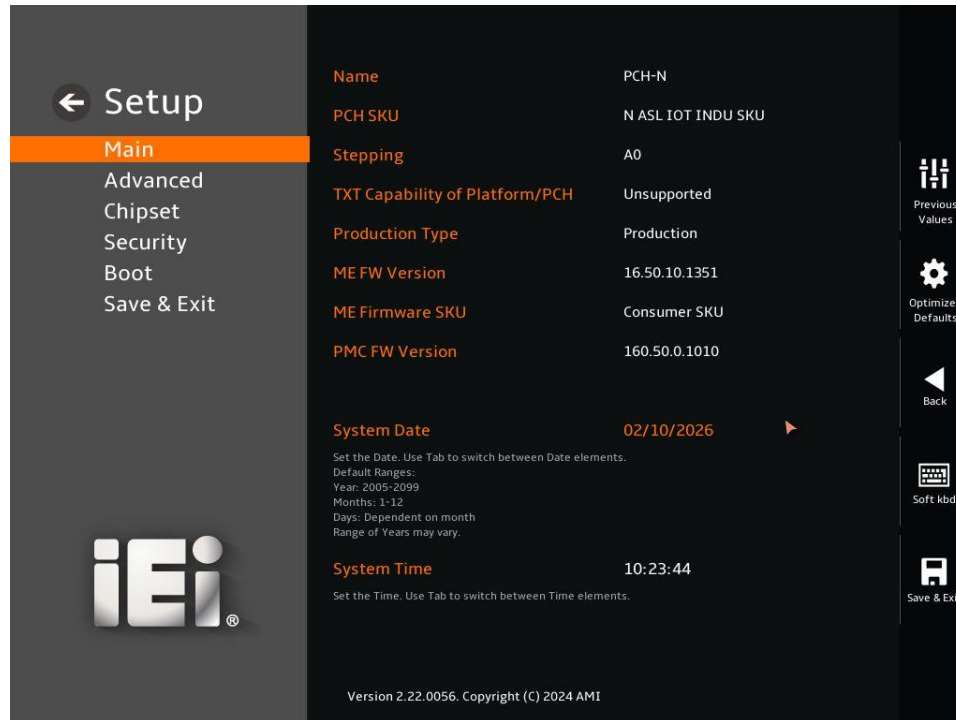 Setup
Main
Advanced
Chipset
Security
Boot
Save & Exit
iEi®
Name PCH-N
PCH SKU N ASL IOT INDU SKU
Stepping A0
TXT Capability of Platform/PCH Unsupported
Production Type Production
ME FW Version 16.50.10.1351
ME Firmware SKU Consumer SKU
PMC FW Version 160.50.0.1010
System Date 02/10/2026
Set the Date. Use Tab to switch between Date elements.
Default Ranges:
Year: 2005-2099
Months: 1-12
Days: Dependent on month
Range of Years may vary.
System Time 10:23:44
Set the Time. Use Tab to switch between Time elements.
Version 2.22.0056. Copyright (C) 2024 AMI
Previous
Values
Optimize
Defaults
Back
Soft kbd
Save & Exi